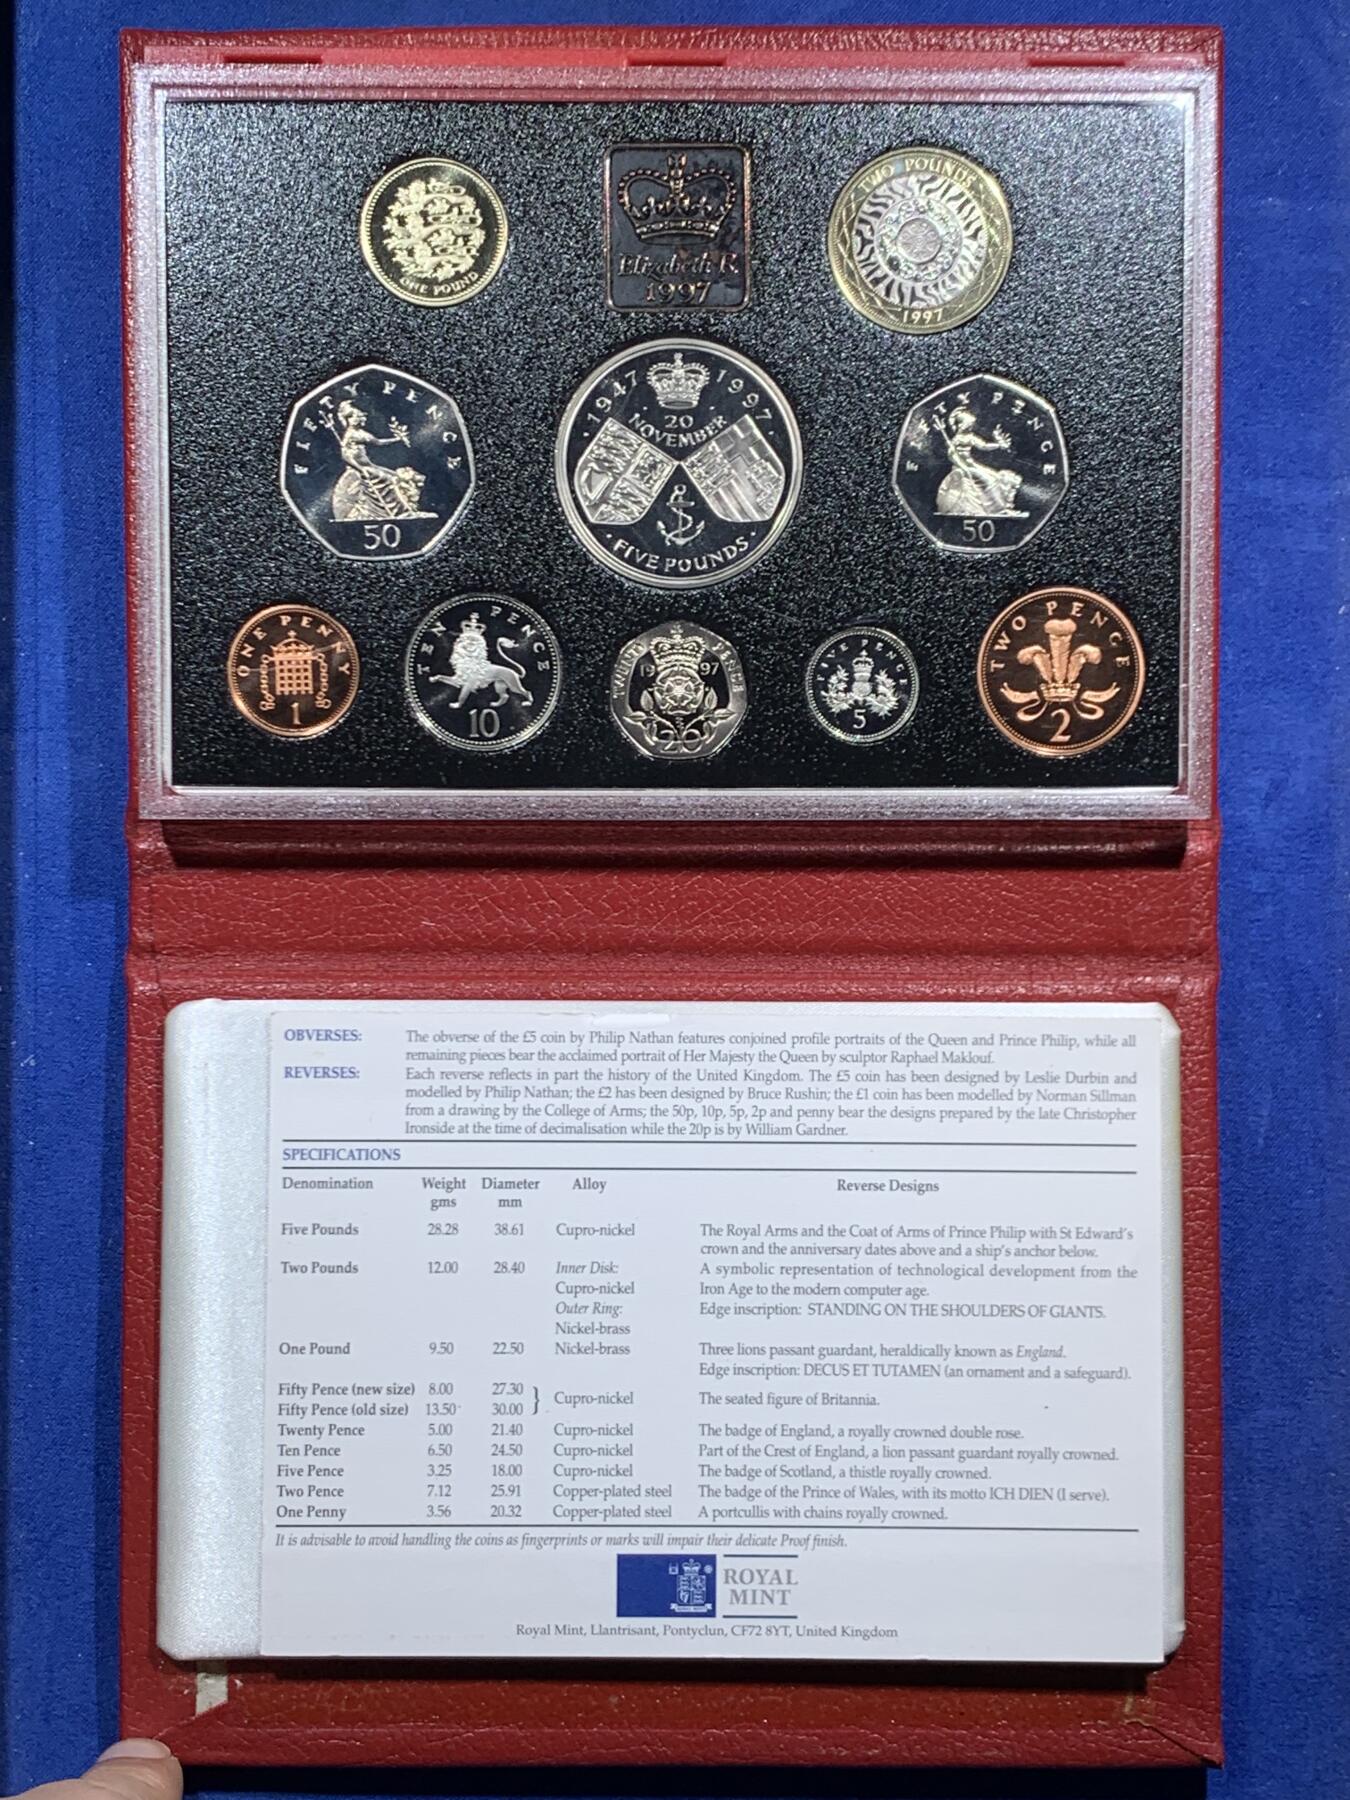 ONE POUND
Elizabeth R.
1997
TWO POUNDS
1997
FIFTY PENCE
50
1947 1997
20
NOVEMBER
FIVE POUNDS
FIFTY PENCE
50
ONE PENNY
1
TEN PENCE
10
TWENTY PENCE
1997
20
FIVE PENCE
5
TWO PENCE
2
OBVERSES: The obverse of the £5 coin by Philip Nathan features conjoined profile portraits of the Queen and Prince Philip, while all
remaining pieces bear the acclaimed portrait of Her Majesty the Queen by sculptor Raphael Maklouf.
REVERSES: Each reverse reflects in part the history of the United Kingdom. The £5 coin has been designed by Leslie Durbin and
modelled by Philip Nathan; the £2 has been designed by Bruce Rushin; the £1 coin has been modelled by Norman Sillman
from a drawing by the College of Arms; the 50p, 10p, 5p, 2p and penny bear the designs prepared by the late Christopher
Ironside at the time of decimalisation while the 20p is by William Gardner.
SPECIFICATIONS
Denomination Weight Diameter Alloy Reverse Designs
gms mm
Five Pounds 28.28 38.61 Cupro-nickel The Royal Arms and the Coat of Arms of Prince Philip with St Edward's
crown and the anniversary dates above and a ship's anchor below.
Two Pounds 12.00 28.40 Inner Disk: A symbolic representation of technological development from the
Cupro-nickel Iron Age to the modern computer age.
Outer Ring: Edge inscription: STANDING ON THE SHOULDERS OF GIANTS.
Nickel-brass
One Pound 9.50 22.50 Nickel-brass Three lions passant guardant, heraldically known as England.
Edge inscription: DECUS ET TUTAMEN (an ornament and a safeguard).
Fifty Pence (new size) 8.00 27.30
Cupro-nickel The seated figure of Britannia.
Fifty Pence (old size) 13.50 30.00
Twenty Pence 5.00 21.40 Cupro-nickel The badge of England, a royally crowned double rose.
Ten Pence 6.50 24.50 Cupro-nickel Part of the Crest of England, a lion passant guardant royally crowned.
Five Pence 3.25 18.00 Cupro-nickel The badge of Scotland, a thistle royally crowned.
Two Pence 7.12 25.91 Copper-plated steel The badge of the Prince of Wales, with its motto ICH DIEN (I serve).
One Penny 3.56 20.32 Copper-plated steel A portcullis with chains royally crowned.
It is advisable to avoid handling the coins as fingerprints or marks will impair their delicate Proof finish.
ROYAL
MINT
Royal Mint, Llantrisant, Pontyclun, CF72 8YT, United Kingdom